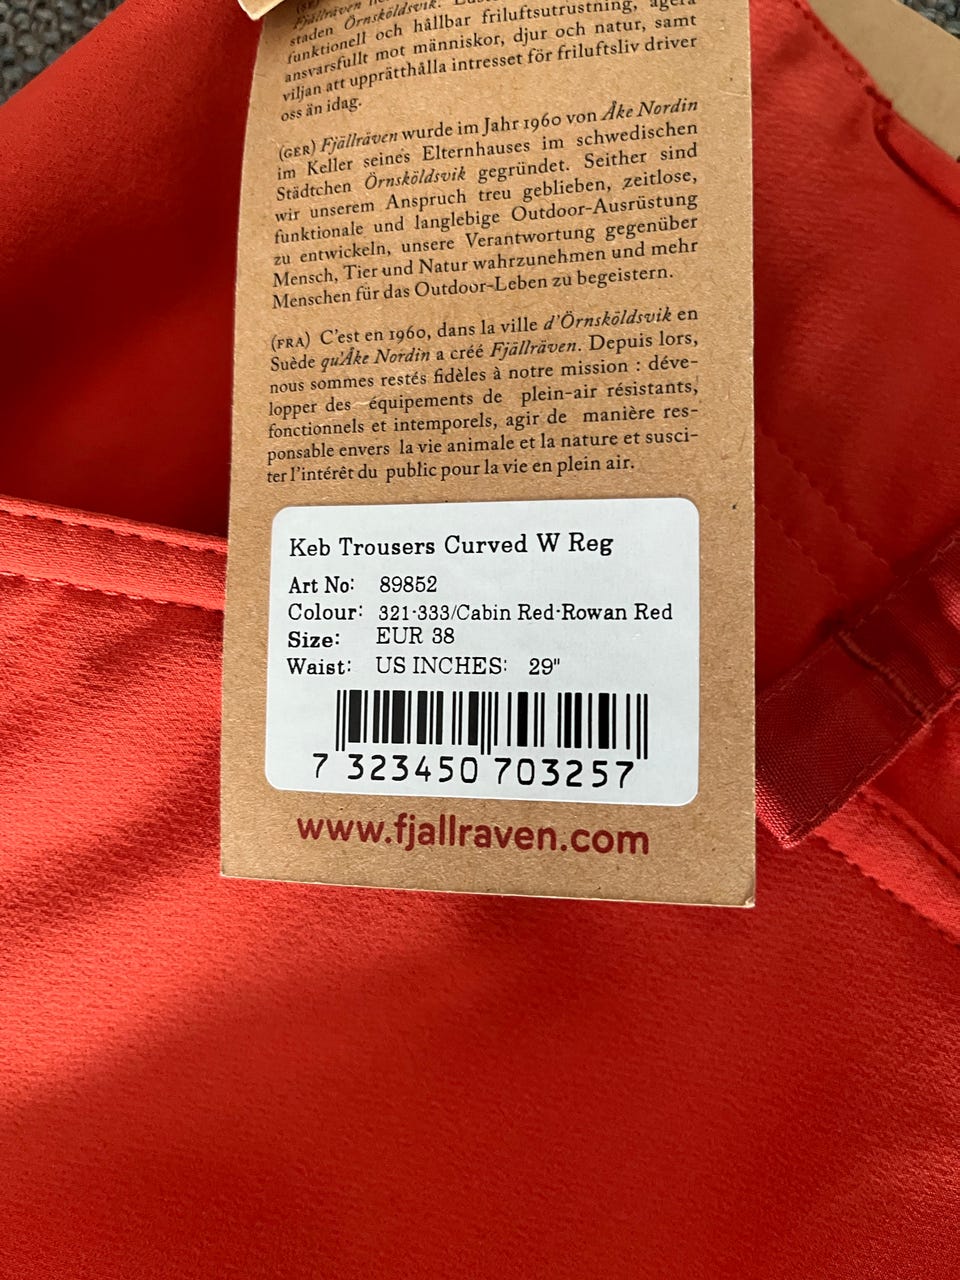 Fjällräven
staden Örnsköldsvik.
funktionell och hållbar friluftsutrustning, agera
ansvarsfullt mot människor, djur och natur, samt
viljan att upprätthålla intresset för friluftsliv driver
oss än idag.
(GER) Fjällräven wurde im Jahr 1960 von Åke Nordin
im Keller seines Elternhauses im schwedischen
Städtchen Örnsköldsvik gegründet. Seither sind
wir unserem Anspruch treu geblieben, zeitlose,
funktionale und langlebige Outdoor-Ausrüstung
zu entwickeln, unsere Verantwortung gegenüber
Mensch, Tier und Natur wahrzunehmen und mehr
Menschen für das Outdoor-Leben zu begeistern.
(FRA) C'est en 1960, dans la ville d'Örnsköldsvik en
Suède qu'Åke Nordin a créé Fjällräven. Depuis lors,
nous sommes restés fidèles à notre mission : déve-
lopper des équipements de plein-air résistants,
fonctionnels et intemporels, agir de manière res-
ponsable envers la vie animale et la nature et susci-
ter l'intérêt du public pour la vie en plein air.
Keb Trousers Curved W Reg
Art No: 89852
Colour: 321-333/Cabin Red-Rowan Red
Size: EUR 38
Waist: US INCHES: 29"
7 323450 703257
www.fjallraven.com